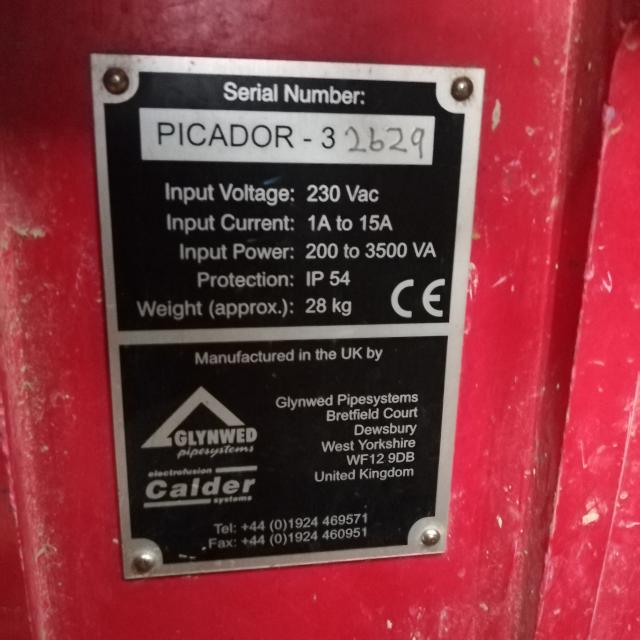 Serial Number:
PICADOR - 3 2629
Input Voltage: 230 Vac
Input Current: 1A to 15A
Input Power: 200 to 3500 VA
Protection: IP 54
Weight (approx.): 28 kg
CE
Manufactured in the UK by
GLYNWED
pipesystems
electrofusion
Calder
systems
Glynwed Pipesystems
Bretfield Court
Dewsbury
West Yorkshire
WF12 9DB
United Kingdom
Tel: +44 (0)1924 469571
Fax: +44 (0)1924 460951